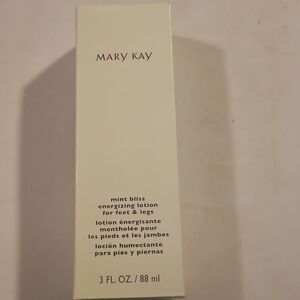 MARY KAY
mint bliss
energizing lotion
for feet & legs
lotion énergisante
mentholée pour
les pieds et les jambes
loción humectante
para pies y piernas
3 FL. OZ. / 88 ml